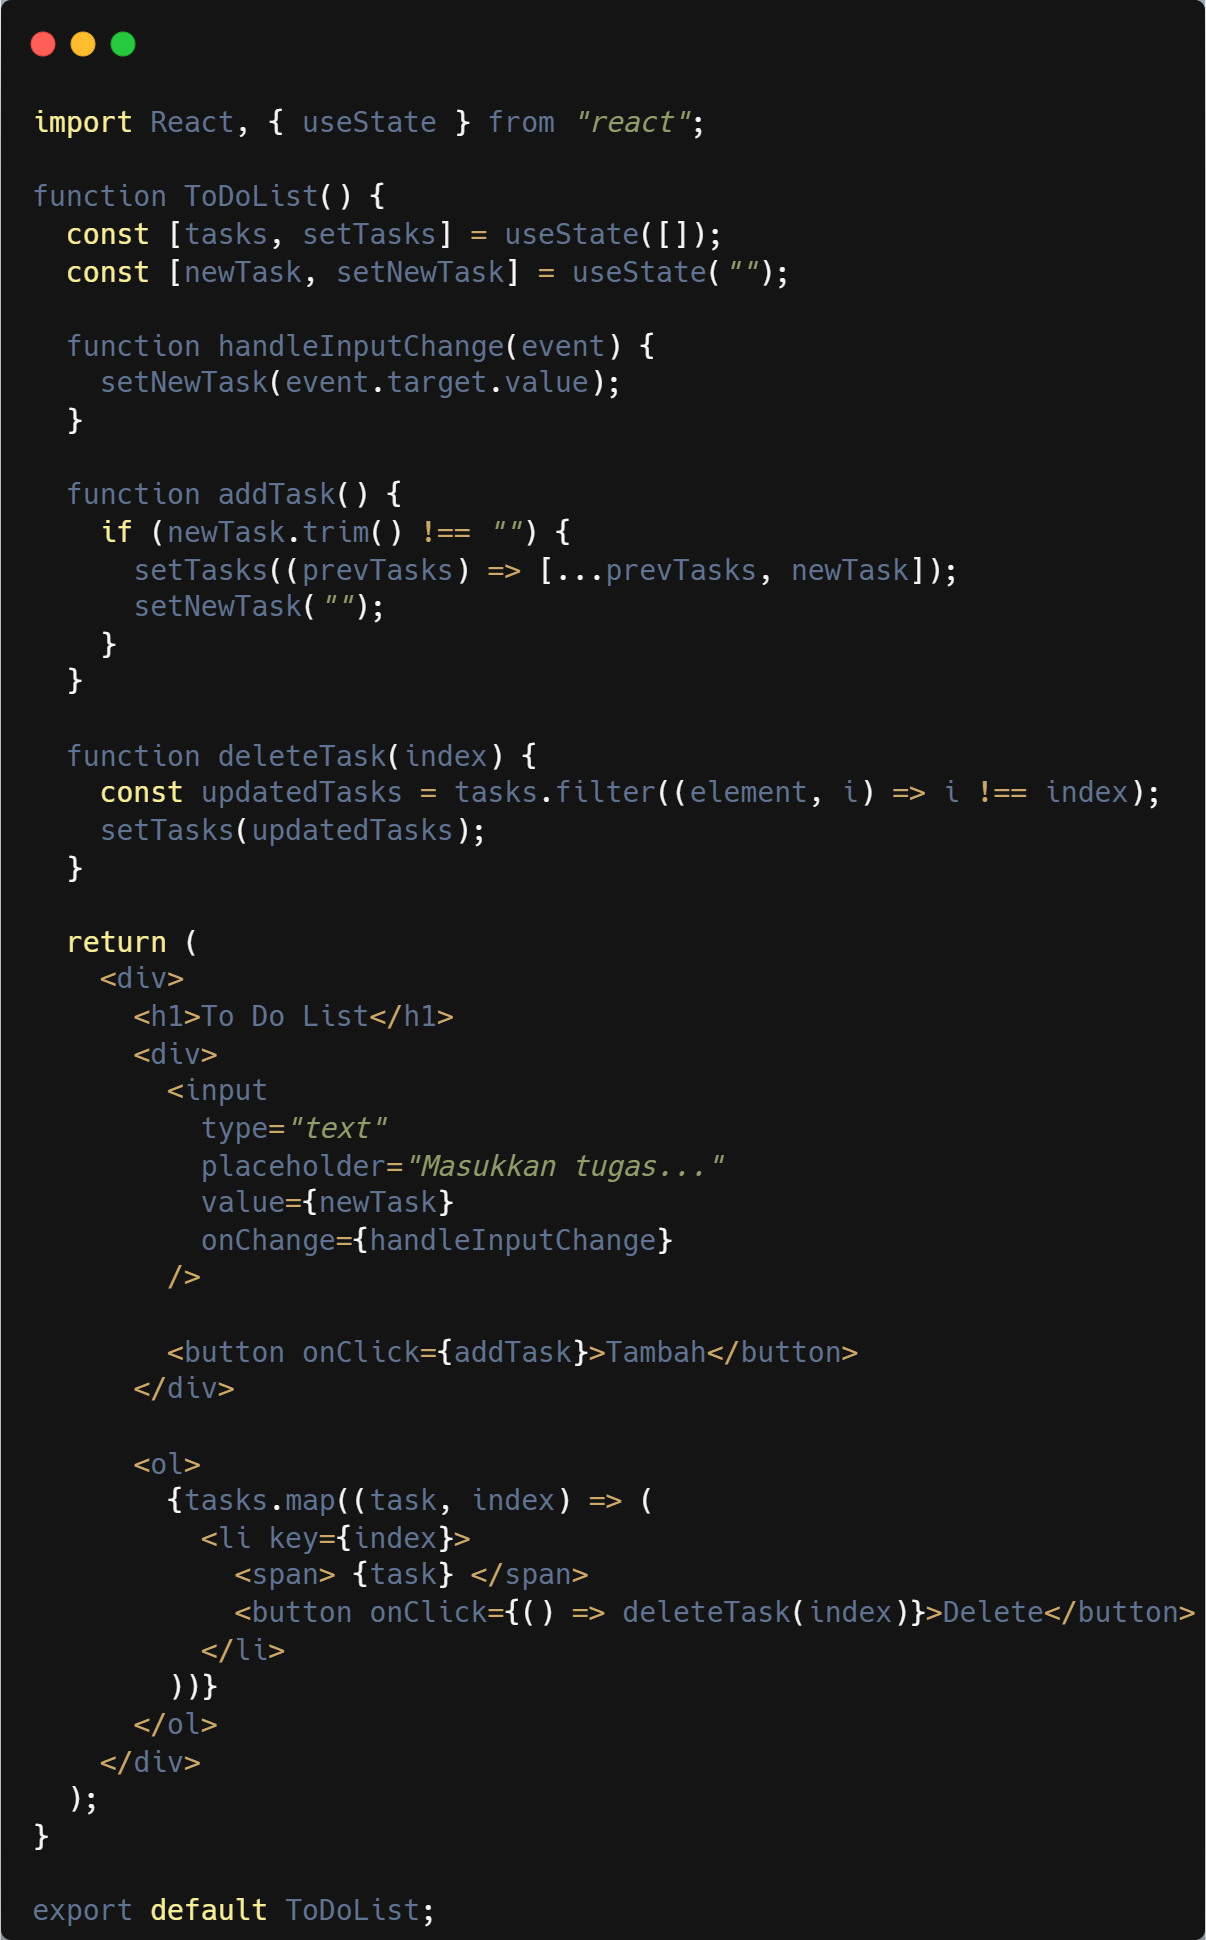 import React, { useState } from "react";

function ToDoList() {
  const [tasks, setTasks] = useState([]);
  const [newTask, setNewTask] = useState("");

  function handleInputChange(event) {
    setNewTask(event.target.value);
  }

  function addTask() {
    if (newTask.trim() !== "") {
      setTasks((prevTasks) => [...prevTasks, newTask]);
      setNewTask("");
    }
  }

  function deleteTask(index) {
    const updatedTasks = tasks.filter((element, i) => i !== index);
    setTasks(updatedTasks);
  }

  return (
    <div>
      <h1>To Do List</h1>
      <div>
        <input
          type="text"
          placeholder="Masukkan tugas..."
          value={newTask}
          onChange={handleInputChange}
        />

        <button onClick={addTask}>Tambah</button>
      </div>

      <ol>
        {tasks.map((task, index) => (
          <li key={index}>
            <span> {task} </span>
            <button onClick={() => deleteTask(index)}>Delete</button>
          </li>
        ))}
      </ol>
    </div>
  );
}

export default ToDoList;